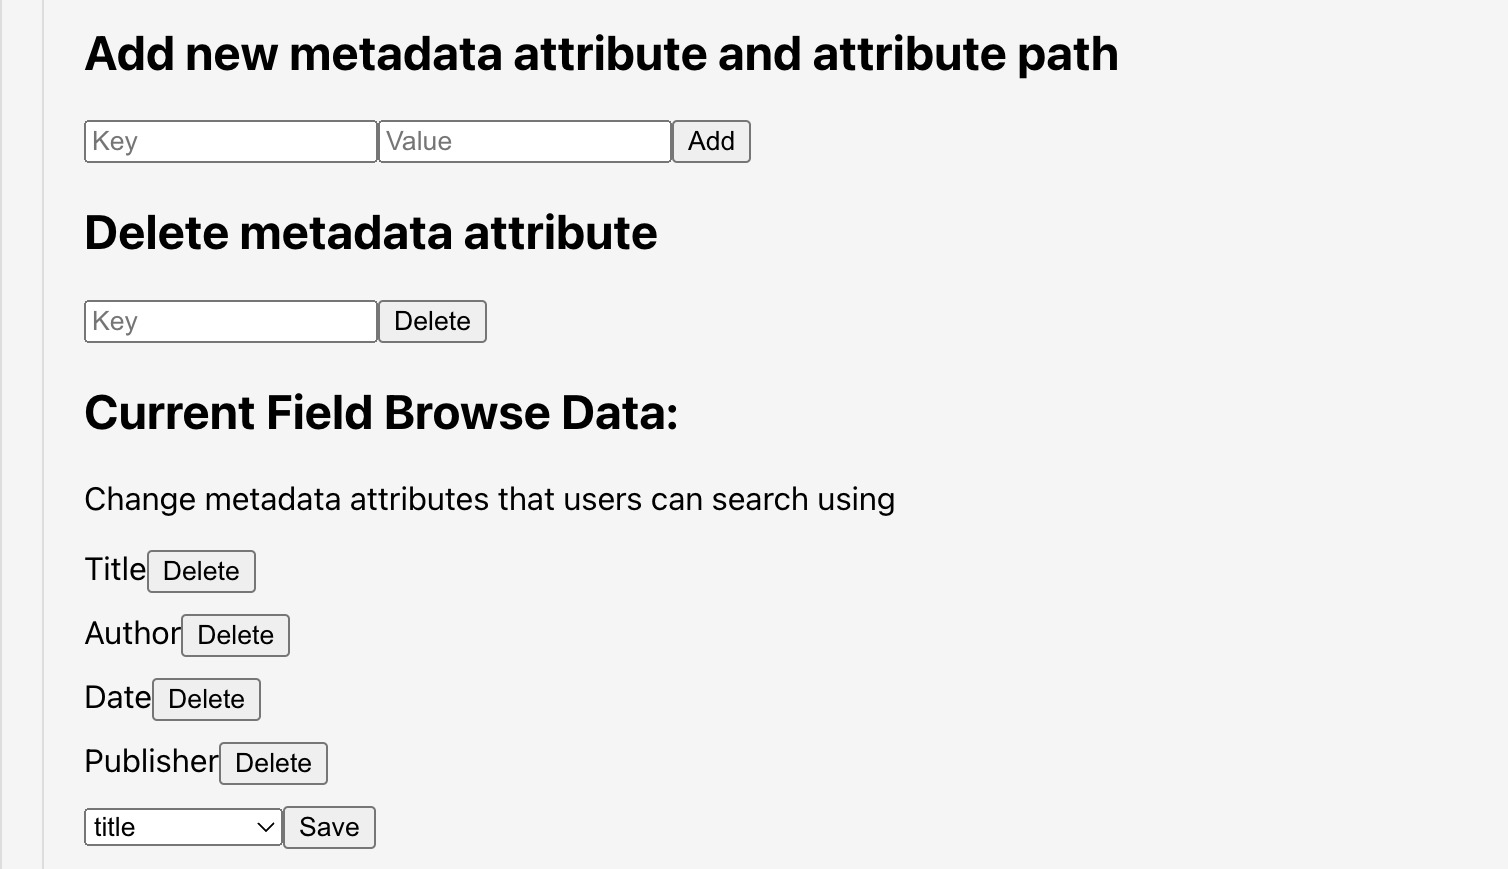 Add new metadata attribute and attribute path
Key Value Add
Delete metadata attribute
Key Delete
Current Field Browse Data:
Change metadata attributes that users can search using
Title Delete
Author Delete
Date Delete
Publisher Delete
title Save